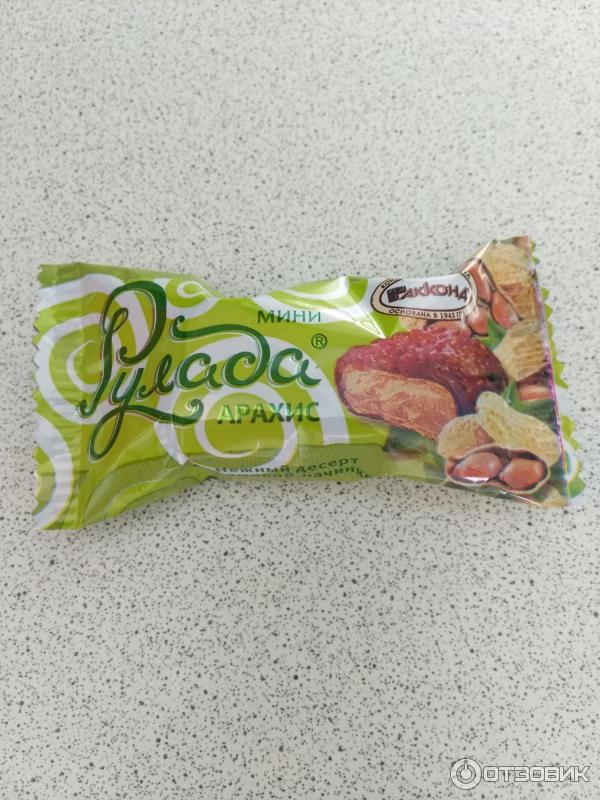 МИНИ
Рулада®
АРАХИС
нежный десерт
АККОНД
ОСНОВАНА В 1943 Г
ОТЗОВИК